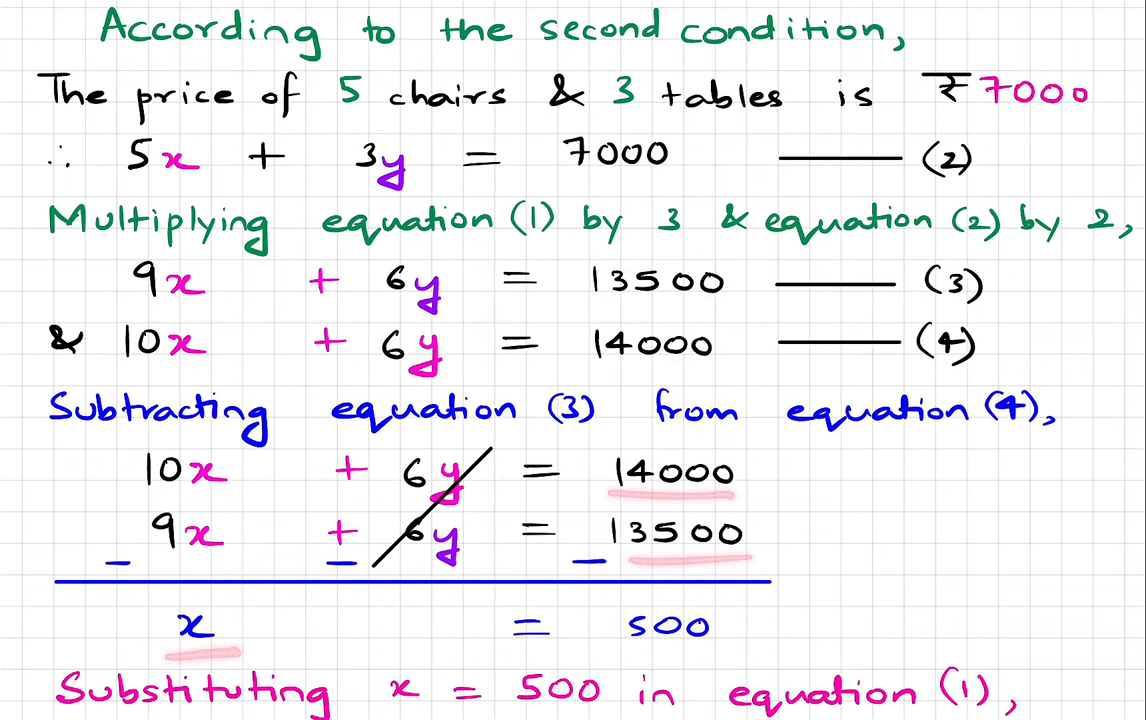 According to the second condition,
The price of 5 chairs & 3 tables is ₹7000
∴ 5x + 3y = 7000 ——— (2)
Multiplying equation (1) by 3 & equation (2) by 2,
9x + 6y = 13500 ——— (3)
& 10x + 6y = 14000 ——— (4)
Subtracting equation (3) from equation (4),
10x + 6y = 14000
9x + 6y = 13500
– – –
x = 500
Substituting x = 500 in equation (1),